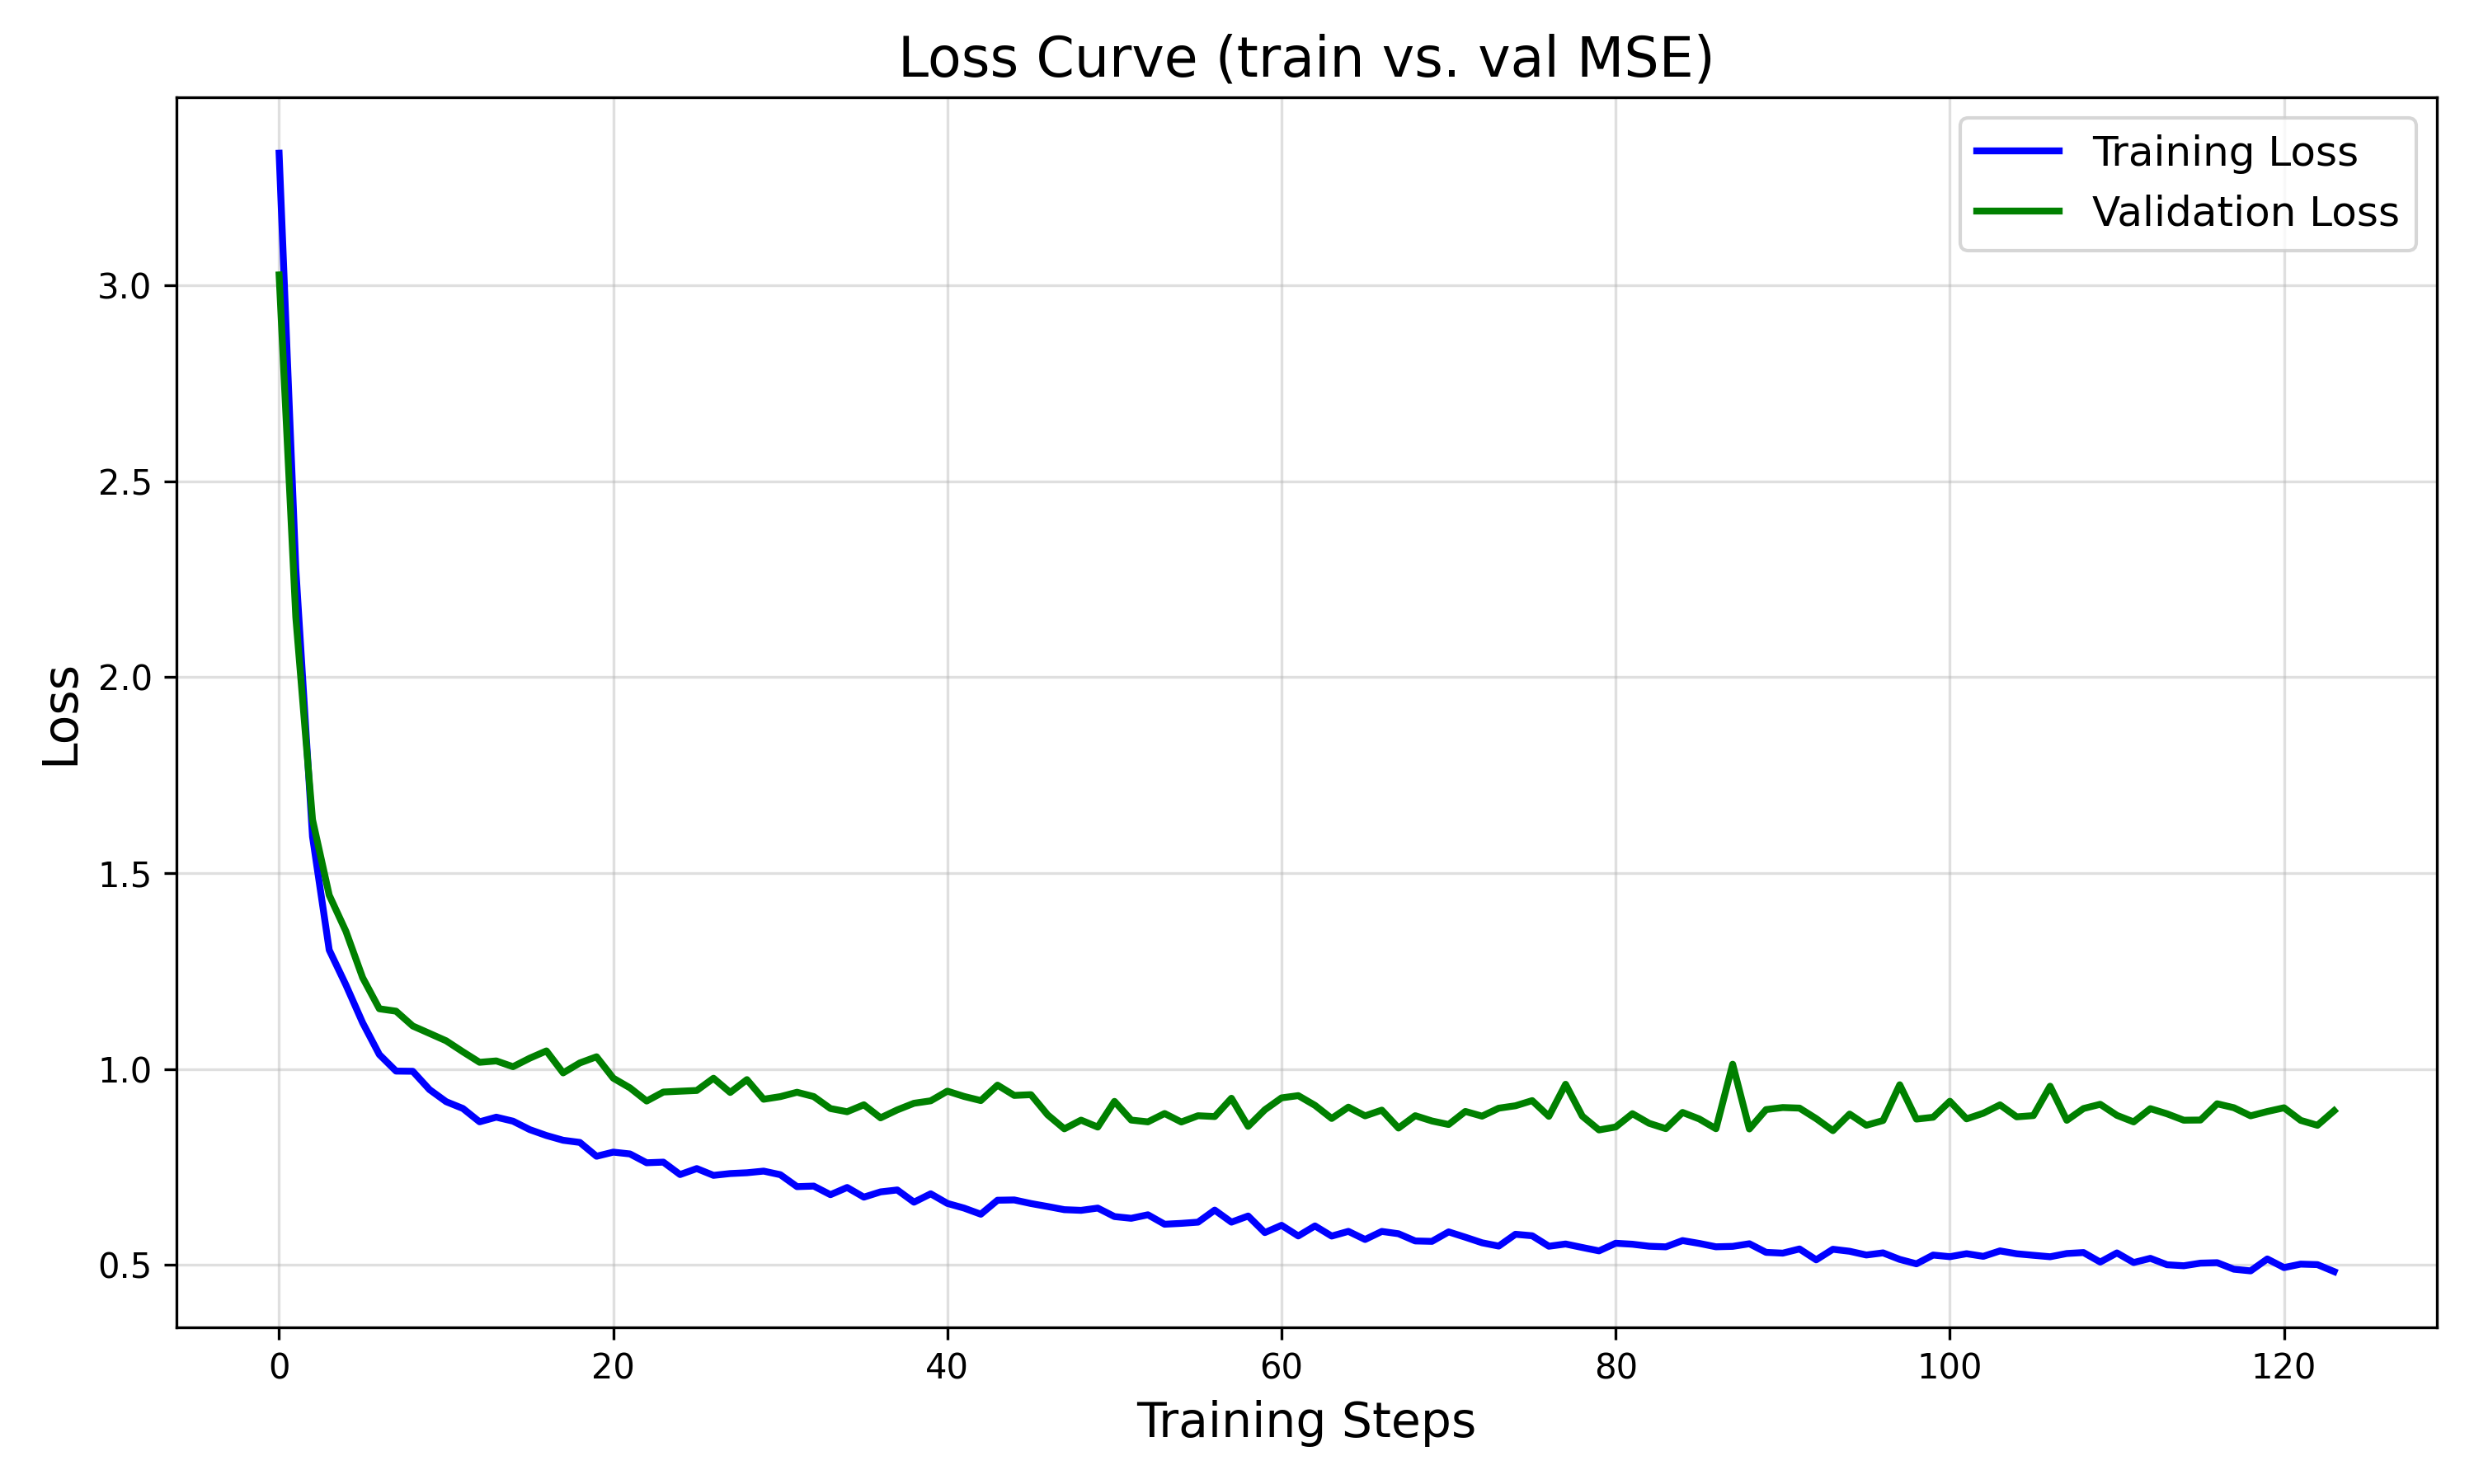 Loss Curve (train vs. val MSE)
Training Loss
Validation Loss
3.0
2.5
2.0
1.5
1.0
0.5
Loss
0 20 40 60 80 100 120
Training Steps